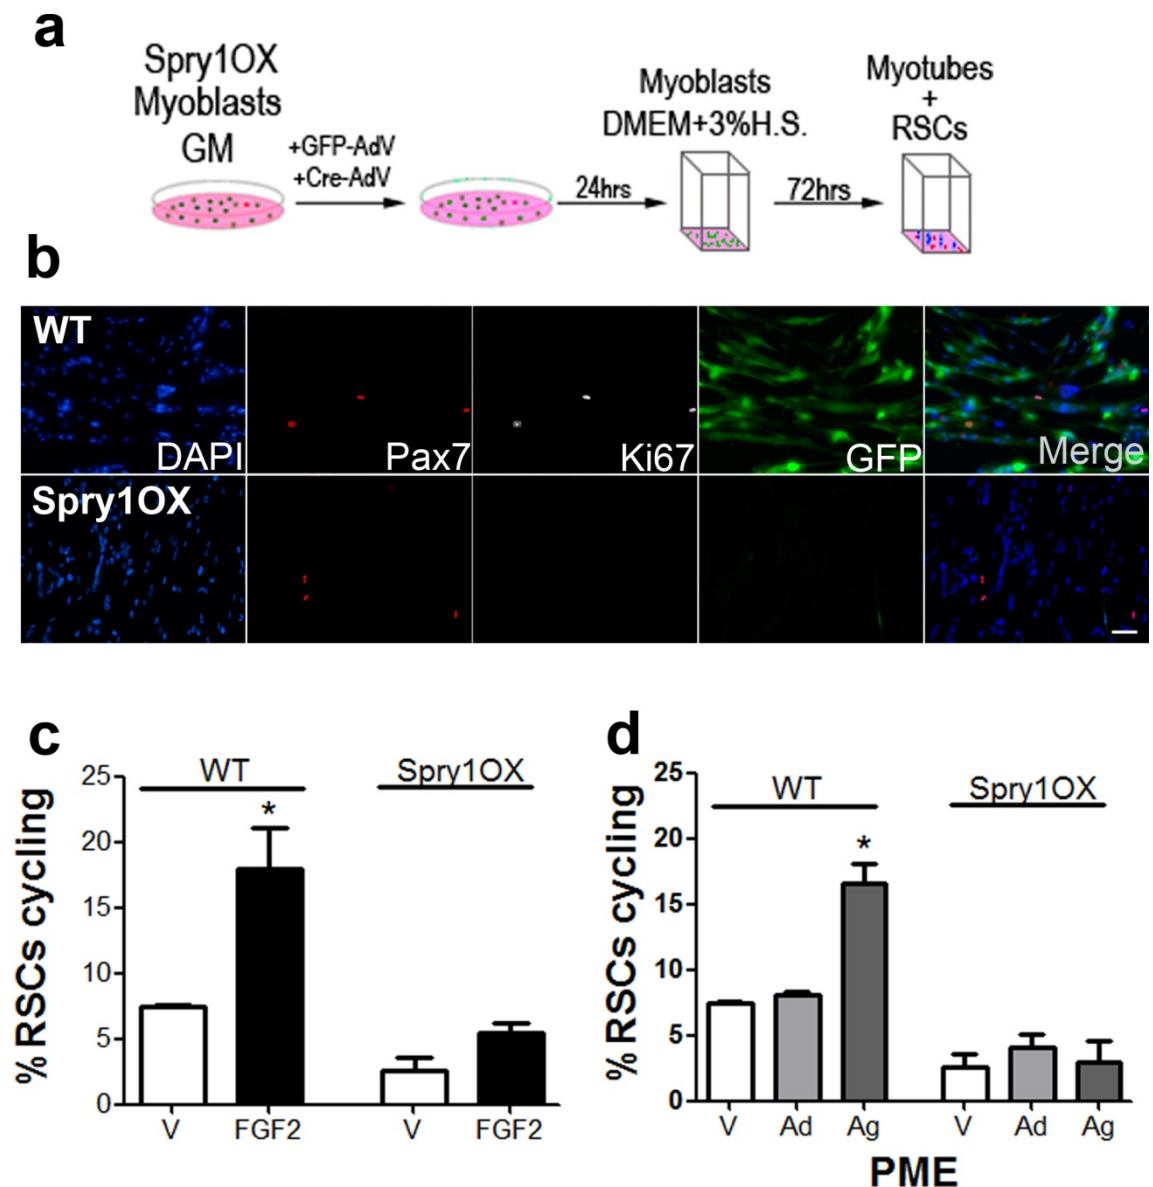 a
Spry1OX
Myoblasts
GM
+GFP-AdV
+Cre-AdV
24hrs
Myoblasts
DMEM+3%H.S.
72hrs
Myotubes
+
RSCs
b
WT
DAPI
Pax7
Ki67
GFP
Merge
Spry1OX
c
% RSCs cycling
25
20
15
10
5
0
WT
*
Spry1OX
V
FGF2
V
FGF2
d
% RSCs cycling
25
20
15
10
5
0
WT
*
Spry1OX
V
Ad
Ag
V
Ad
Ag
PME